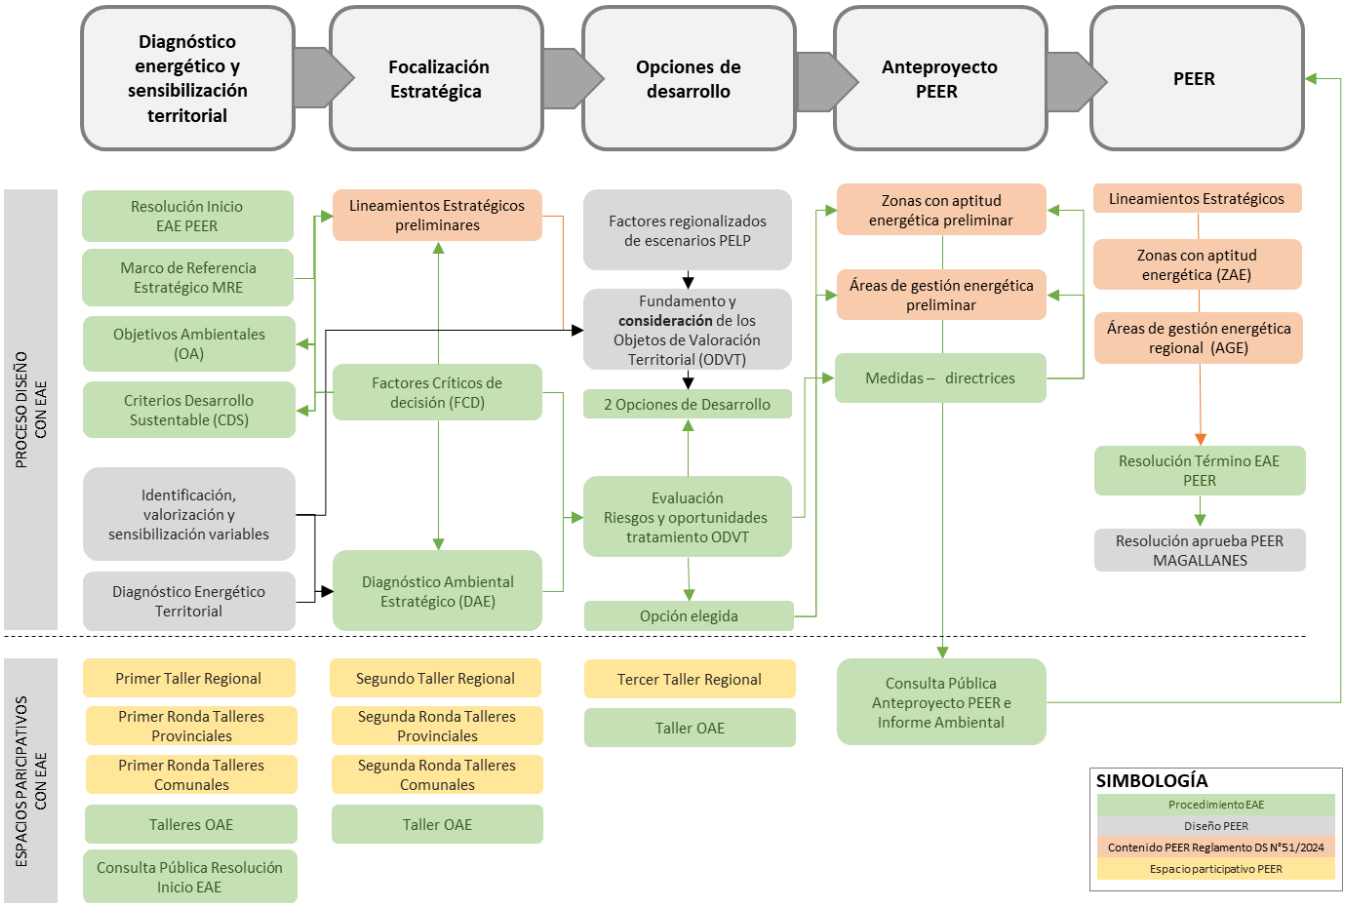 Diagnóstico
energético y
sensibilización
territorial
Focalización
Estratégica
Opciones de
desarrollo
Anteproyecto
PEER
PEER
PROCESO DISEÑO
CON EAE
Resolución Inicio
EAE PEER
Marco de Referencia
Estratégico MRE
Objetivos Ambientales
(OA)
Criterios Desarrollo
Sustentable (CDS)
Identificación,
valorización y
sensibilización variables
Diagnóstico Energético
Territorial
Lineamientos Estratégicos
preliminares
Factores Críticos de
decisión (FCD)
Diagnóstico Ambiental
Estratégico (DAE)
Factores regionalizados
de escenarios PELP
Fundamento y
consideración de los
Objetos de Valoración
Territorial (ODVT)
2 Opciones de Desarrollo
Evaluación
Riesgos y oportunidades
tratamiento ODVT
Opción elegida
Zonas con aptitud
energética preliminar
Áreas de gestión energética
preliminar
Medidas – directrices
Lineamientos Estratégicos
Zonas con aptitud
energética (ZAE)
Áreas de gestión energética
regional (AGE)
Resolución Término EAE
PEER
Resolución aprueba PEER
MAGALLANES
ESPACIOS PARICIPATIVOS
CON EAE
Primer Taller Regional
Primer Ronda Talleres
Provinciales
Primer Ronda Talleres
Comunales
Talleres OAE
Consulta Pública Resolución
Inicio EAE
Segundo Taller Regional
Segunda Ronda Talleres
Provinciales
Segunda Ronda Talleres
Comunales
Taller OAE
Tercer Taller Regional
Taller OAE
Consulta Pública
Anteproyecto PEER e
Informe Ambiental
SIMBOLOGÍA
Procedimiento EAE
Diseño PEER
Contenido PEER Reglamento DS N°51/2024
Espacio participativo PEER